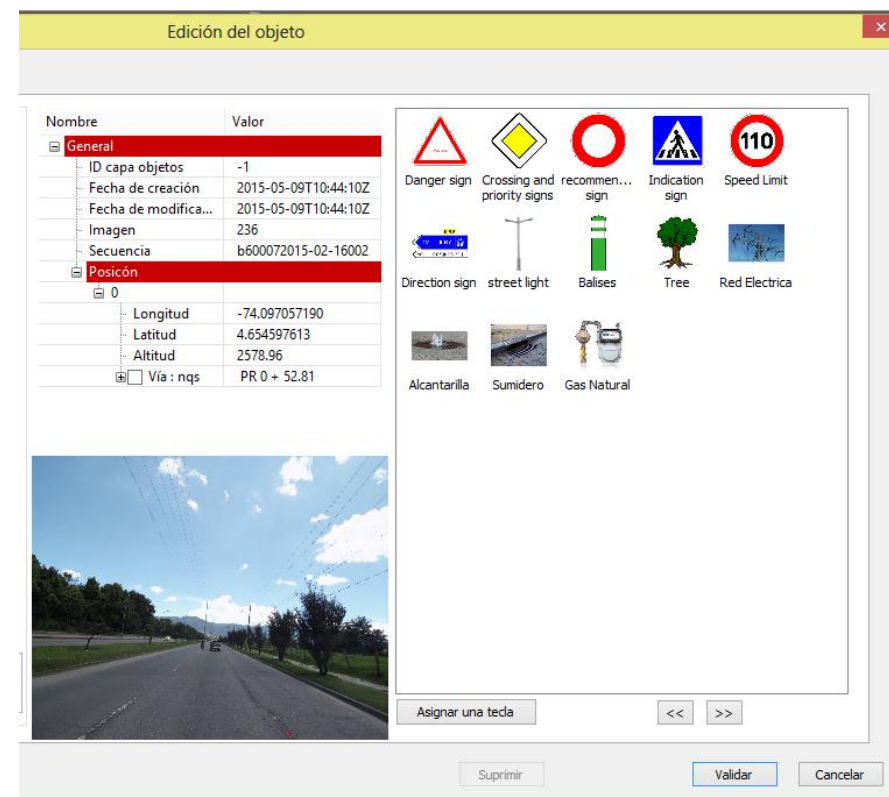 Edición del objeto
Nombre Valor
General
ID capa objetos -1
Fecha de creación 2015-05-09T10:44:10Z
Fecha de modifica... 2015-05-09T10:44:10Z
Imagen 236
Secuencia b600072015-02-16002
Posicón
0
Longitud -74.097057190
Latitud 4.654597613
Altitud 2578.96
Vía : nqs PR 0 + 52.81
110
Danger sign Crossing and priority signs recommen... sign Indication sign Speed Limit
Direction sign street light Balises Tree Red Electrica
Alcantarilla Sumidero Gas Natural
Asignar una tecla << >>
Suprimir Validar Cancelar